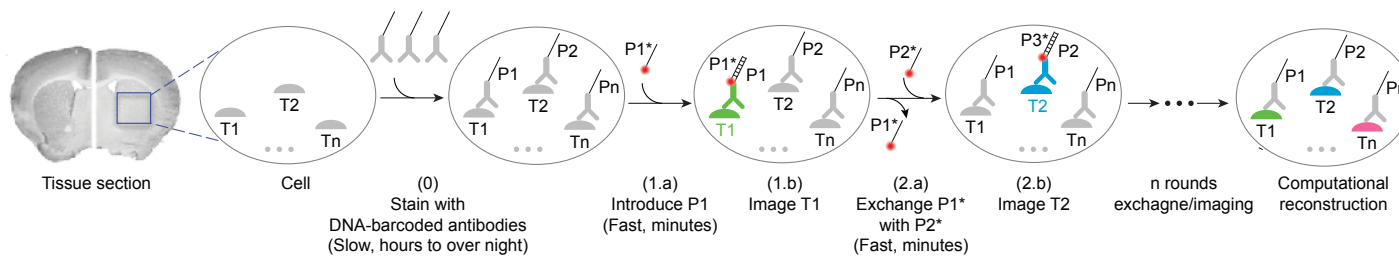 Tissue section
T1
T2
Tn
Cell
(0)
Stain with
DNA-barcoded antibodies
(Slow, hours to over night)
P1
P2
Pn
T1
T2
Tn
P1*
(1.a)
Introduce P1
(Fast, minutes)
P1*
P1
P2
Pn
T1
T2
Tn
(1.b)
Image T1
P2*
P1*
(2.a)
Exchange P1*
with P2*
(Fast, minutes)
P1
P3*
P2
Pn
T1
T2
Tn
(2.b)
Image T2
n rounds
exchagne/imaging
P1
P2
Pn
T1
T2
Tn
Computational
reconstruction